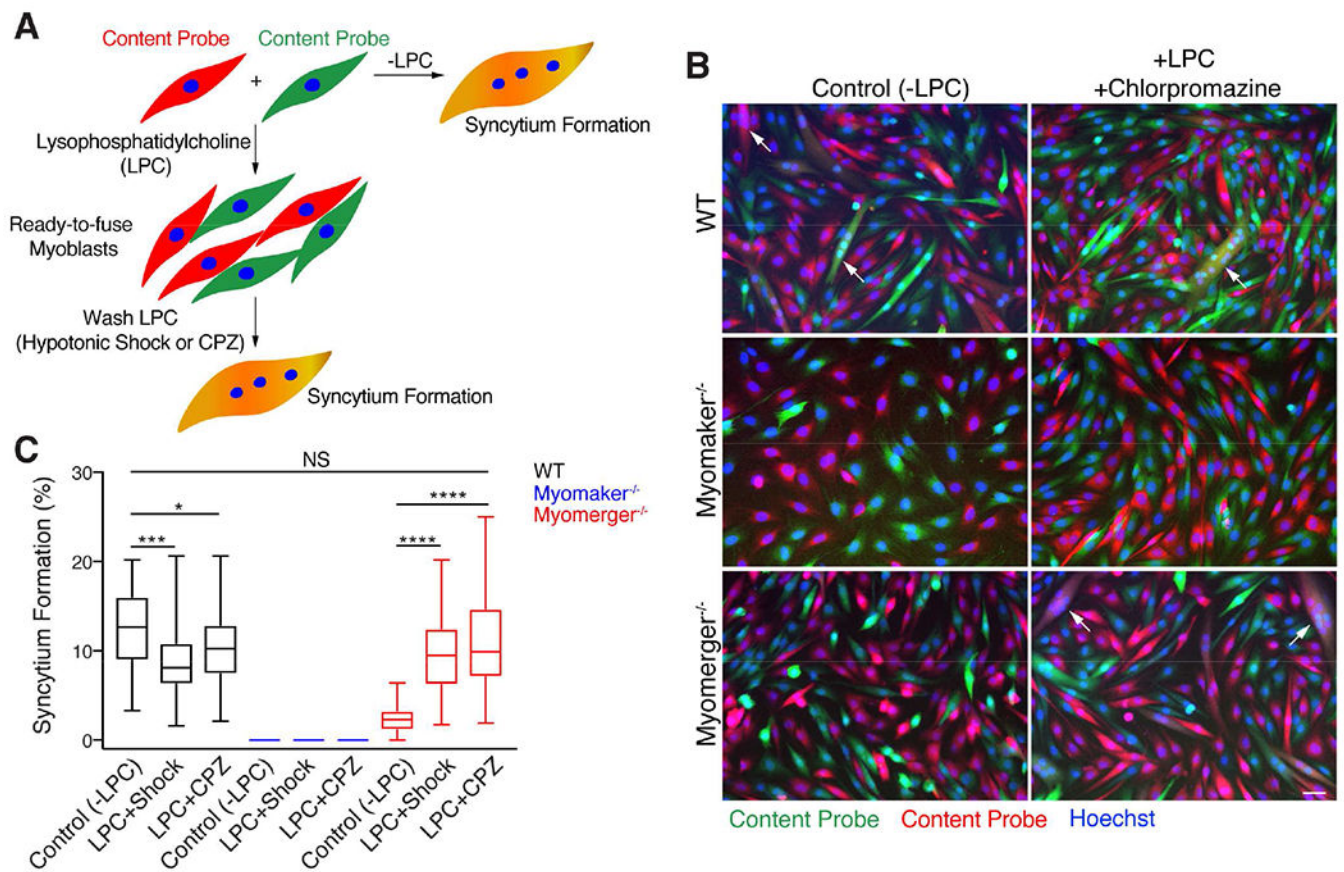 A
Content Probe
Content Probe
+
-LPC
Syncytium Formation
Lysophosphatidylcholine
(LPC)
Ready-to-fuse
Myoblasts
Wash LPC
(Hypotonic Shock or CPZ)
Syncytium Formation
B
Control (-LPC)
+LPC
+Chlorpromazine
WT
Myomaker-/-
Myomerger-/-
Content Probe
Content Probe
Hoechst
C
Syncytium Formation (%)
30
20
10
0
NS
*
***
****
****
WT
Myomaker-/-
Myomerger-/-
Control (-LPC)
LPC+Shock
LPC+CPZ
Control (-LPC)
LPC+Shock
LPC+CPZ
Control (-LPC)
LPC+Shock
LPC+CPZ